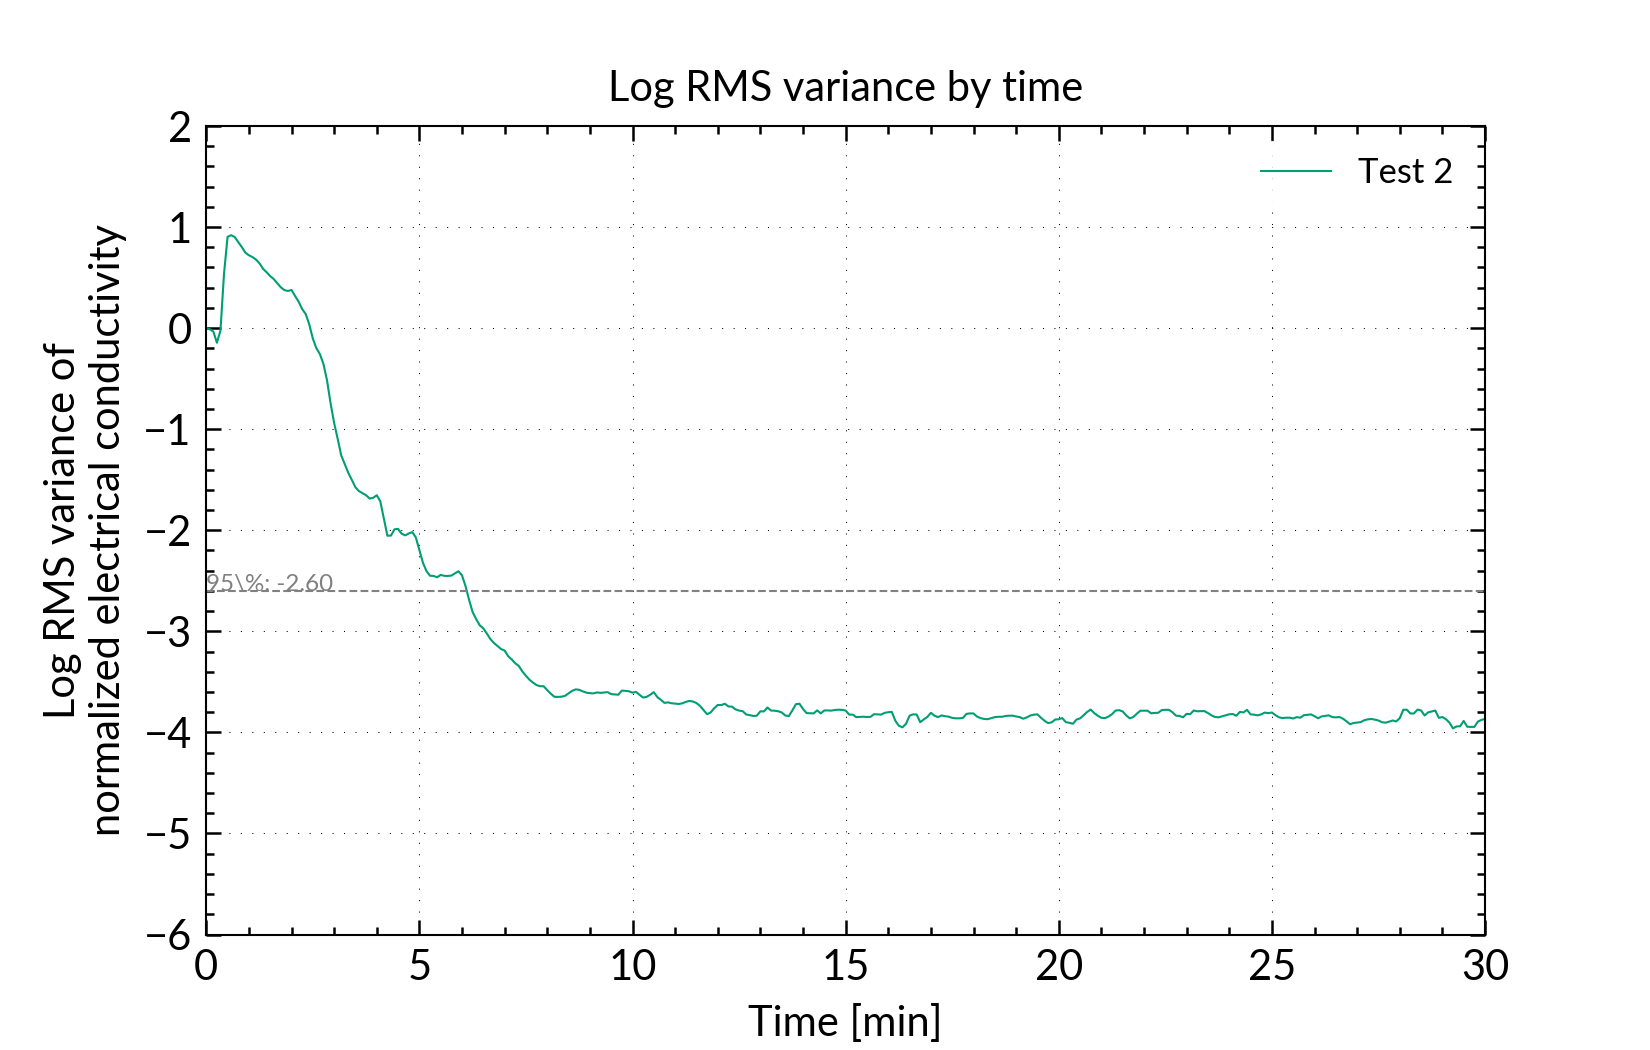 Log RMS variance by time
2
1
0
−1
−2
−3
−4
−5
−6
Log RMS variance of
normalized electrical conductivity
Test 2
95\%: -2.60
0 5 10 15 20 25 30
Time [min]